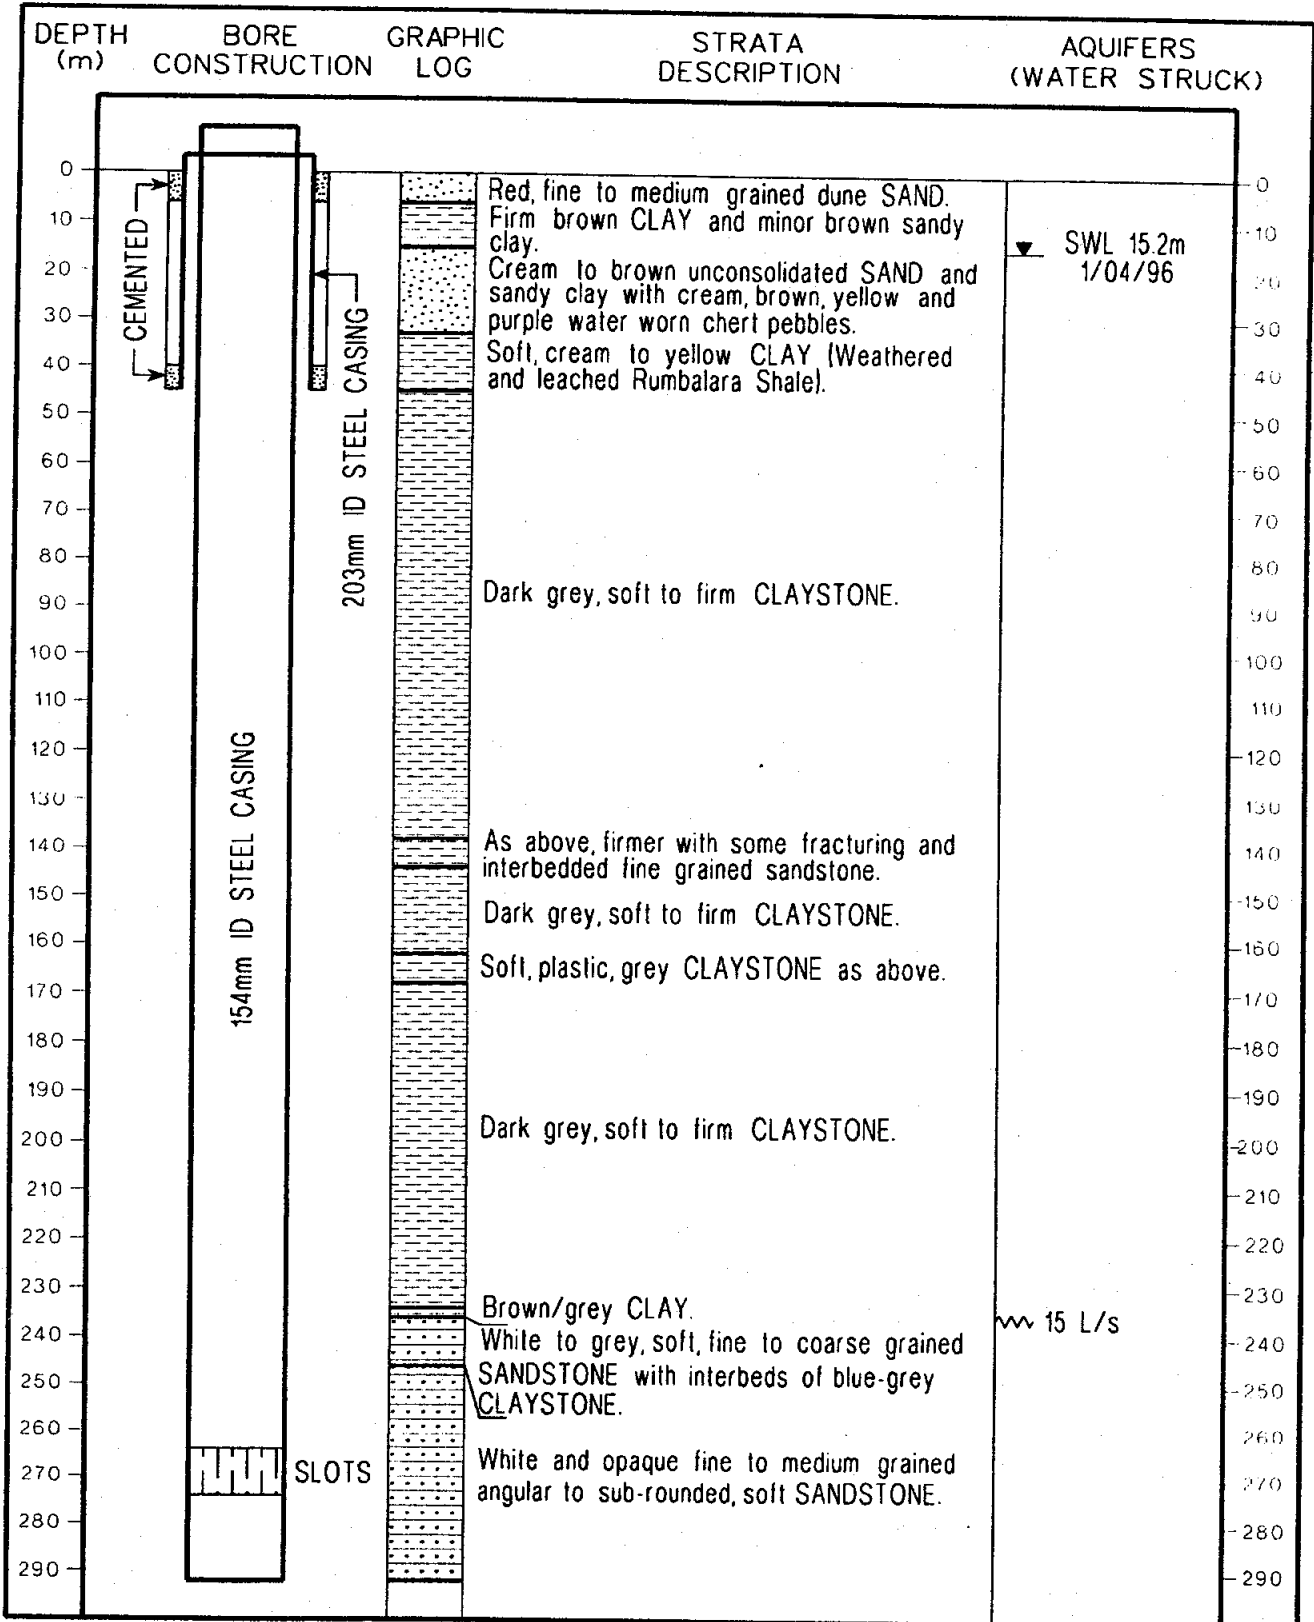 DEPTH
(m)
BORE
CONSTRUCTION
GRAPHIC
LOG
STRATA
DESCRIPTION
AQUIFERS
(WATER STRUCK)
0
10
20
30
40
50
60
70
80
90
100
110
120
130
140
150
160
170
180
190
200
210
220
230
240
250
260
270
280
290
CEMENTED
203mm ID STEEL CASING
154mm ID STEEL CASING
SLOTS
Red, fine to medium grained dune SAND.
Firm brown CLAY and minor brown sandy
clay.
Cream to brown unconsolidated SAND and
sandy clay with cream, brown, yellow and
purple water worn chert pebbles.
Soft, cream to yellow CLAY (Weathered
and leached Rumbalara Shale).
Dark grey, soft to firm CLAYSTONE.
As above, firmer with some fracturing and
interbedded fine grained sandstone.
Dark grey, soft to firm CLAYSTONE.
Soft, plastic, grey CLAYSTONE as above.
Dark grey, soft to firm CLAYSTONE.
Brown/grey CLAY.
White to grey, soft, fine to coarse grained
SANDSTONE with interbeds of blue-grey
CLAYSTONE.
White and opaque fine to medium grained
angular to sub-rounded, soft SANDSTONE.
SWL 15.2m
1/04/96
15 L/s
0
10
20
30
40
50
60
70
80
90
100
110
120
130
140
150
160
170
180
190
200
210
220
230
240
250
260
270
280
290